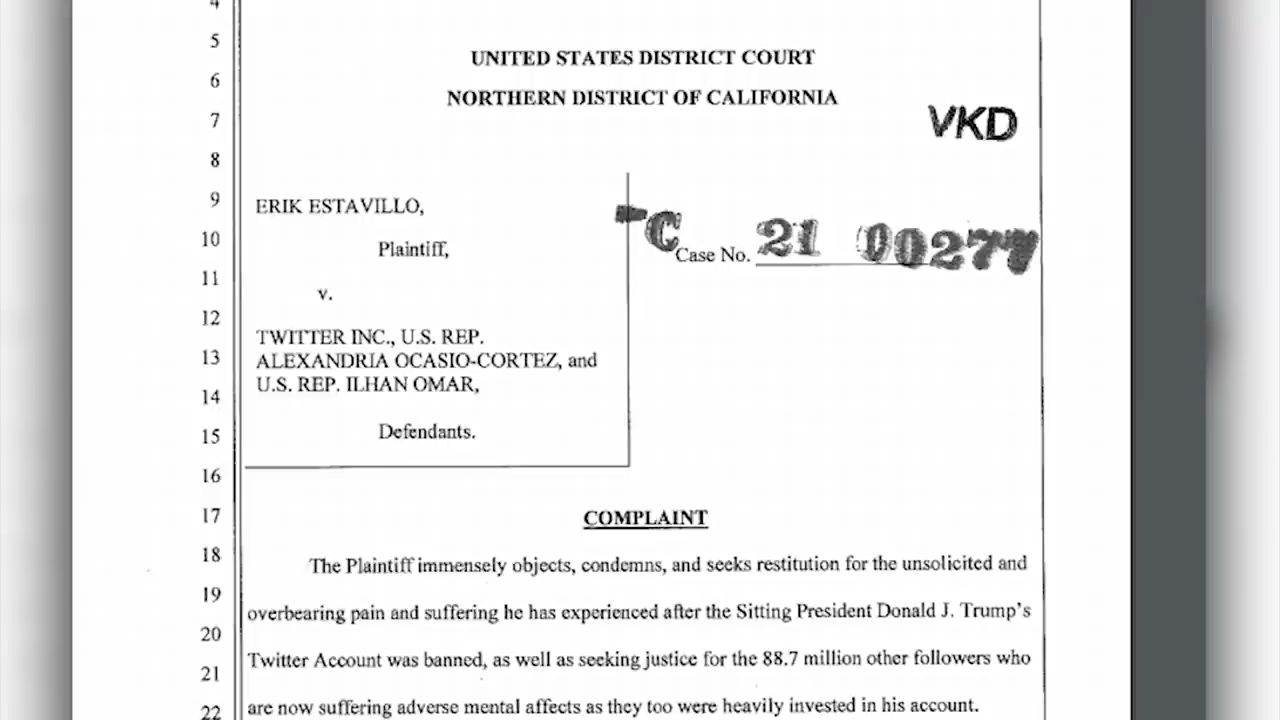 4
5
UNITED STATES DISTRICT COURT
6
NORTHERN DISTRICT OF CALIFORNIA
7
VKD
8
9
ERIK ESTAVILLO,
10
Plaintiff,
C Case No. 21 00277
11
v.
12
TWITTER INC., U.S. REP.
13
ALEXANDRIA OCASIO-CORTEZ, and
14
U.S. REP. ILHAN OMAR,
15
Defendants.
16
17
COMPLAINT
18
The Plaintiff immensely objects, condemns, and seeks restitution for the unsolicited and
19
overbearing pain and suffering he has experienced after the Sitting President Donald J. Trump's
20
Twitter Account was banned, as well as seeking justice for the 88.7 million other followers who
21
22
are now suffering adverse mental affects as they too were heavily invested in his account.